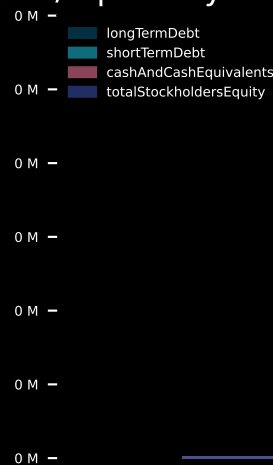 0 M
longTermDebt
shortTermDebt
cashAndCashEquivalents
totalStockholdersEquity
0 M
0 M
0 M
0 M
0 M
0 M